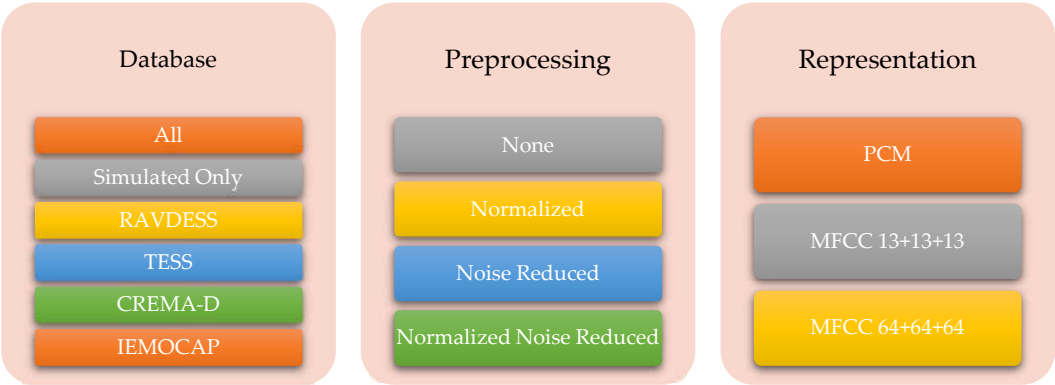 Database
All
Simulated Only
RAVDESS
TESS
CREMA-D
IEMOCAP
Preprocessing
None
Normalized
Noise Reduced
Normalized Noise Reduced
Representation
PCM
MFCC 13+13+13
MFCC 64+64+64